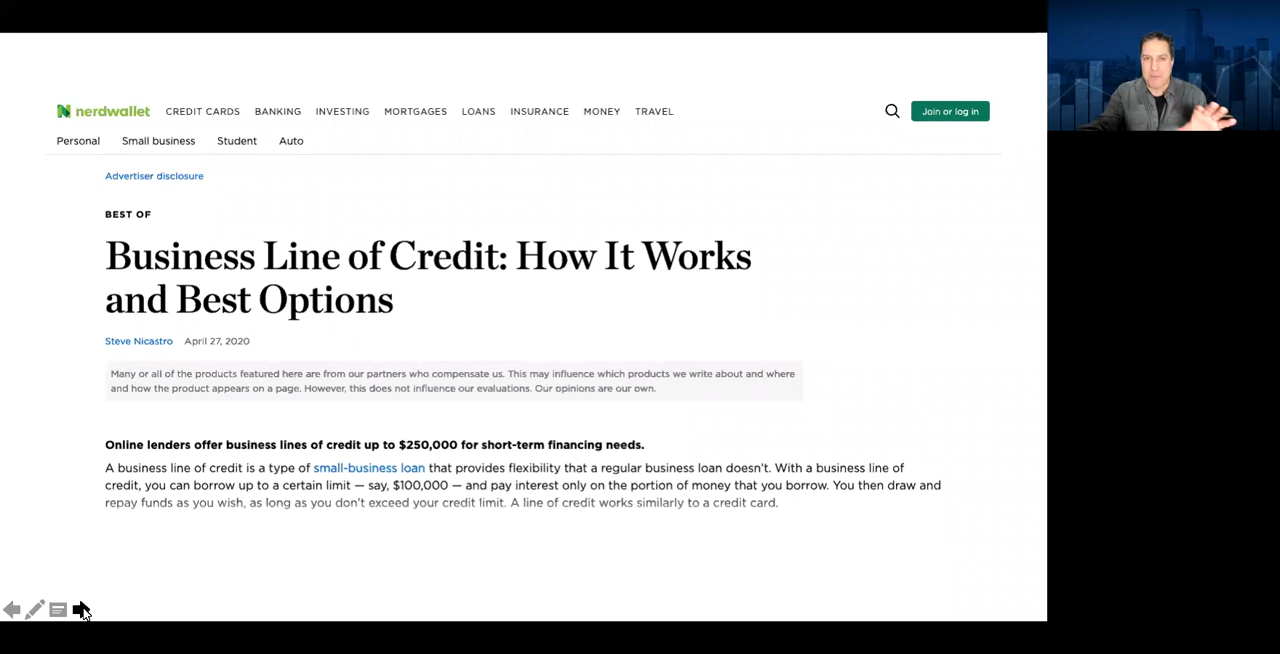 nerdwallet CREDIT CARDS BANKING INVESTING MORTGAGES LOANS INSURANCE MONEY TRAVEL Join or log in
Personal Small business Student Auto
Advertiser disclosure
BEST OF
Business Line of Credit: How It Works
and Best Options
Steve Nicastro April 27, 2020
Many or all of the products featured here are from our partners who compensate us. This may influence which products we write about and where
and how the product appears on a page. However, this does not influence our evaluations. Our opinions are our own.
Online lenders offer business lines of credit up to $250,000 for short-term financing needs.
A business line of credit is a type of small-business loan that provides flexibility that a regular business loan doesn't. With a business line of
credit, you can borrow up to a certain limit — say, $100,000 — and pay interest only on the portion of money that you borrow. You then draw and
repay funds as you wish, as long as you don't exceed your credit limit. A line of credit works similarly to a credit card.